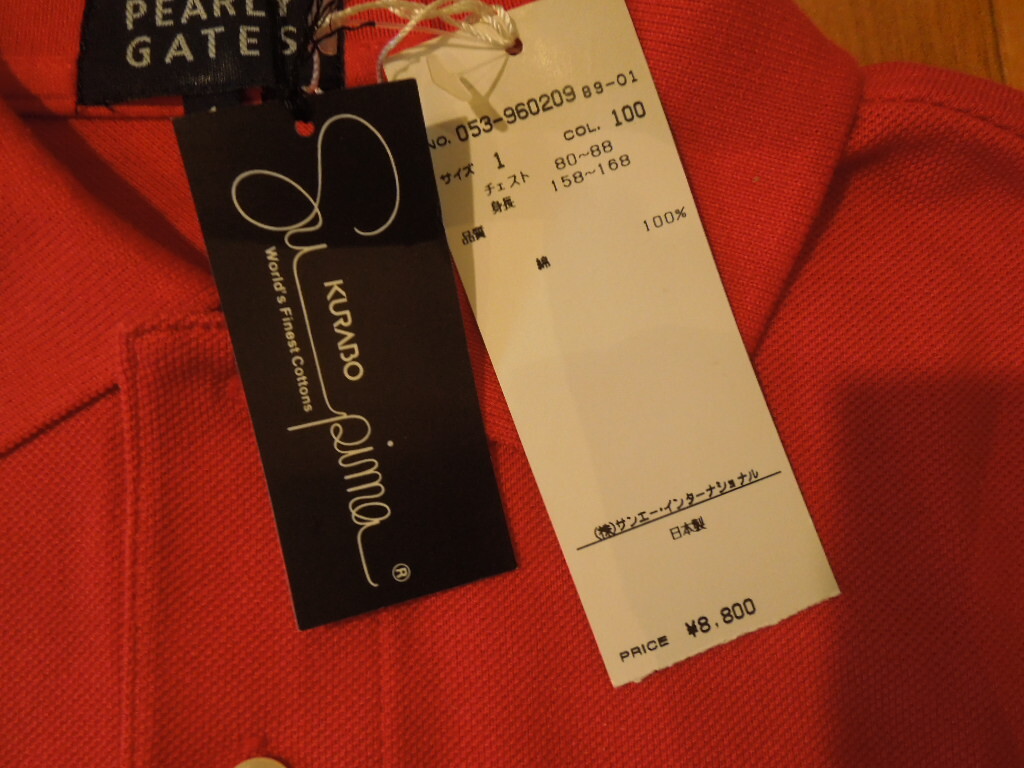 PEARLY
GATES
Supima®
KURABO
World's Finest Cottons
NO. 053-960209 89-01
COL. 100
サイズ 1
チェスト 80~88
身長 158~168
品質
綿 100%
(株)サンエー・インターナショナル
日本製
PRICE ¥8,800